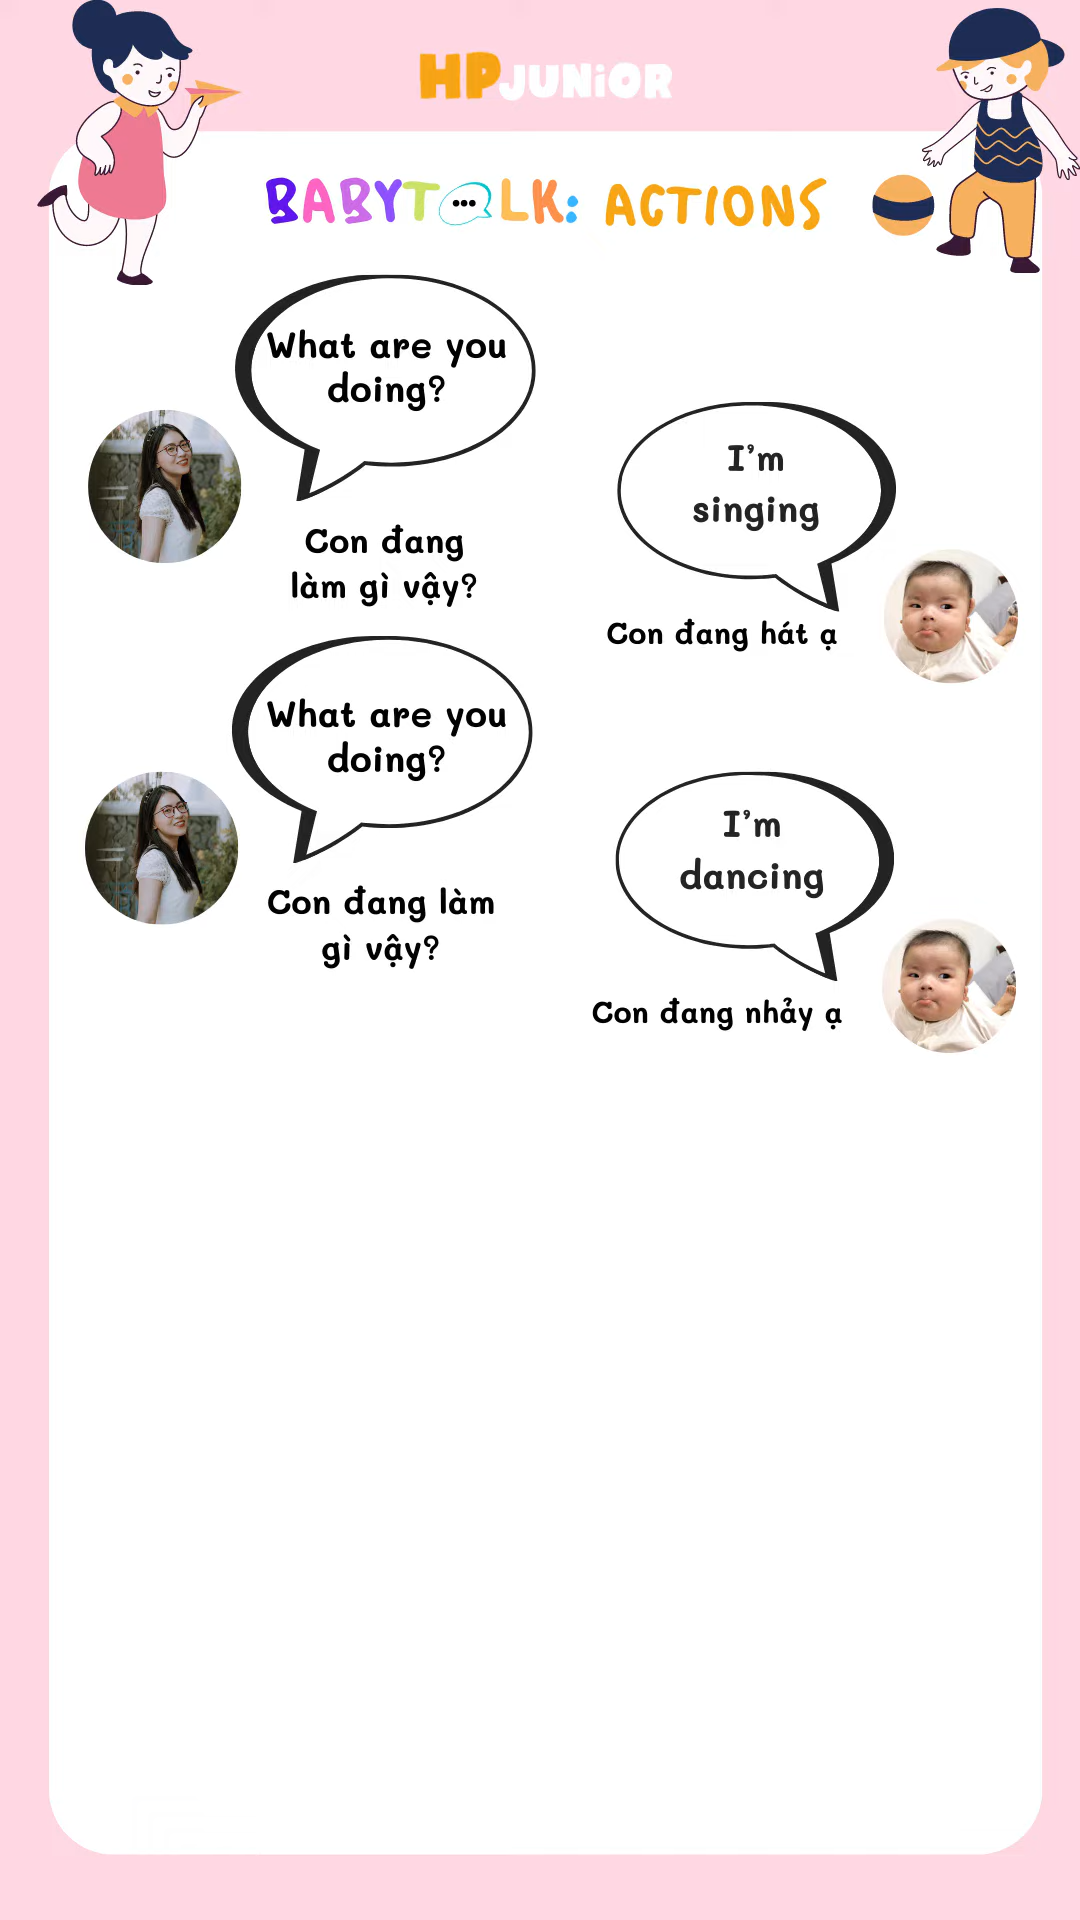 HPJUNiOR
BABYTALK: ACTIONS
What are you
doing?
Con đang
làm gì vậy?
I'm
singing
Con đang hát ạ
What are you
doing?
Con đang làm
gì vậy?
I'm
dancing
Con đang nhảy ạ